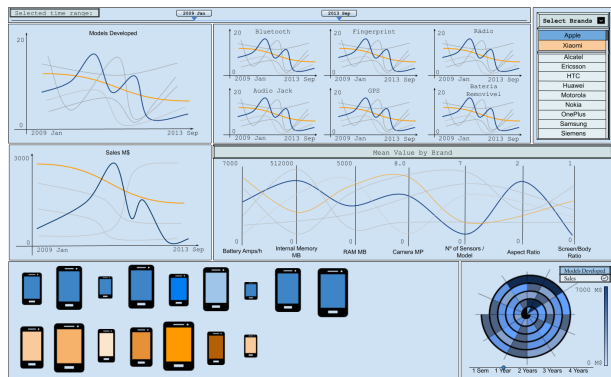 Selected time range:
2009 Jan
2013 Sep
Models Developed
20
0
2009 Jan
2013 Sep
Bluetooth
Fingerprint
Rádio
20
20
20
0
0
0
2009 Jan
2013 Sep
2009 Jan
2013 Sep
2009 Jan
2013 Sep
Audio Jack
GPS
Bateria
Removível
20
20
20
0
0
0
2009 Jan
2013 Sep
2009 Jan
2013 Sep
2009 Jan
2013 Sep
Select Brands
Apple
Xiaomi
Alcatel
Ericsson
HTC
Huawei
Motorola
Nokia
OnePlus
Samsung
Siemens
Sales M$
3000
0
2009 Jan
2013 Sep
Mean Value by Brand
7000
512000
5000
8.0
7
2
1
0
0
0
0
0
0
0
Battery Amps/h
Internal Memory
MB
RAM MB
Camera MP
Nº of Sensors /
Model
Aspect Ratio
Screen/Body
Ratio
Models Developed
Sales
7000 M$
0 M$
1 Sem
1 Year
2 Years
3 Years
4 Years